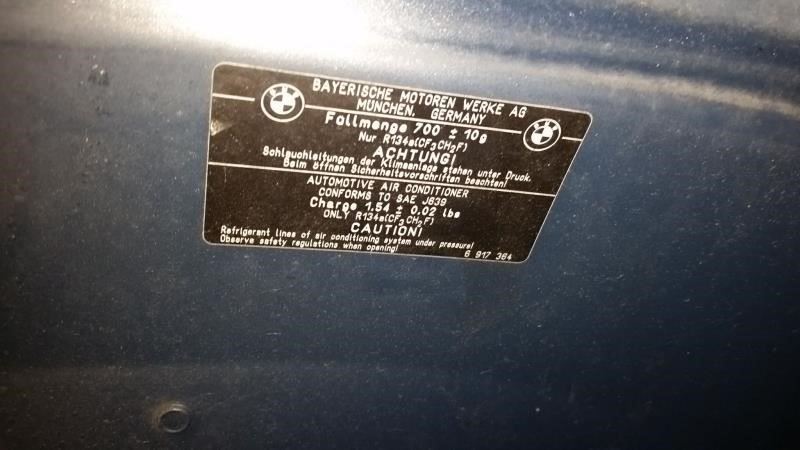 BAYERISCHE MOTOREN WERKE AG
MÜNCHEN, GERMANY
Füllmenge 700 ± 10g
Nur R134a(CF3CH2F)
ACHTUNG!
Schlauchleitungen der Klimaanlage stehen unter Druck.
Beim öffnen Sicherheitsvorschriften beachten!
AUTOMOTIVE AIR CONDITIONER
CONFORMS TO SAE J639
Charge 1.54 ± 0.02 lbs
ONLY R134a(CF3CH2F)
CAUTION!
Refrigerant lines of air conditioning system under pressure!
Observe safety regulations when opening!
6 917 364